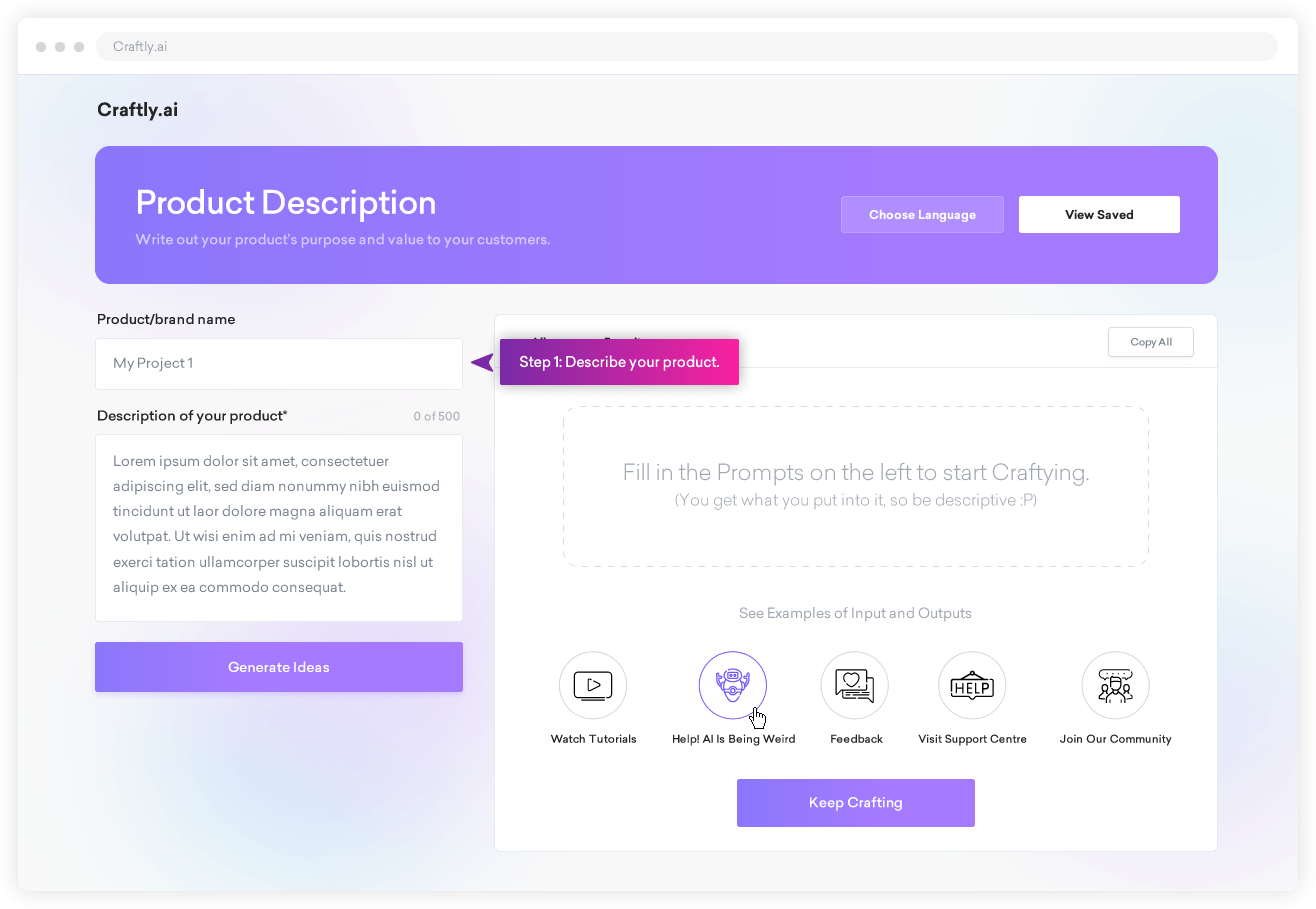 Craftly.ai
Craftly.ai
Product Description
Write out your product's purpose and value to your customers.
Choose Language
View Saved
Product/brand name
My Project 1
Step 1: Describe your product.
Copy All
Description of your product*
0 of 500
Lorem ipsum dolor sit amet, consectetuer
adipiscing elit, sed diam nonummy nibh euismod
tincidunt ut laor dolore magna aliquam erat
volutpat. Ut wisi enim ad mi veniam, quis nostrud
exerci tation ullamcorper suscipit lobortis nisl ut
aliquip ex ea commodo consequat.
Generate Ideas
Fill in the Prompts on the left to start Craftying.
(You get what you put into it, so be descriptive :P)
See Examples of Input and Outputs
HELP
Watch Tutorials
Help! AI Is Being Weird
Feedback
Visit Support Centre
Join Our Community
Keep Crafting